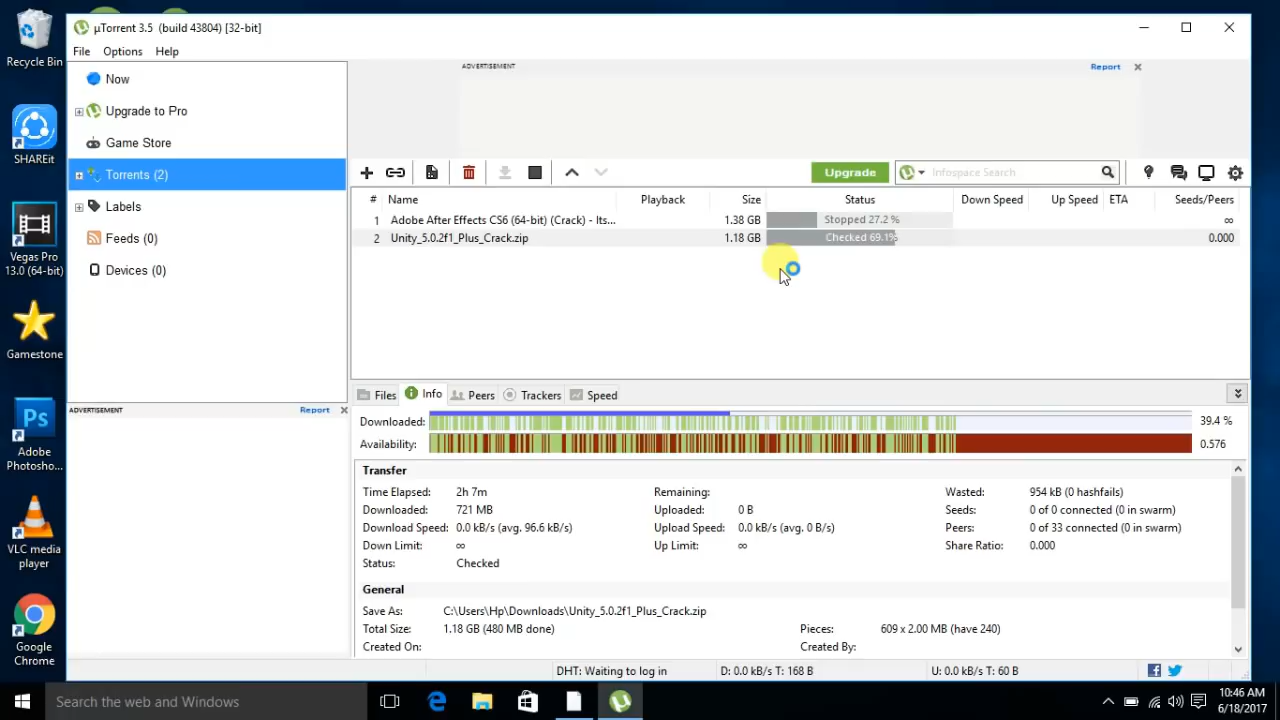 µTorrent 3.5 (build 43804) [32-bit]
File Options Help
Recycle Bin
SHAREit
Vegas Pro
13.0 (64-bit)
Gamestone
Adobe
Photosho...
VLC media
player
Google
Chrome
Now
Upgrade to Pro
Game Store
Torrents (2)
Labels
Feeds (0)
Devices (0)
ADVERTISEMENT Report
ADVERTISEMENT Report
Upgrade Infospace Search
# Name Playback Size Status Down Speed Up Speed ETA Seeds/Peers
1 Adobe After Effects CS6 (64-bit) (Crack) - Its... 1.38 GB Stopped 27.2 % ∞
2 Unity_5.0.2f1_Plus_Crack.zip 1.18 GB Checked 69.1% 0.000
Files Info Peers Trackers Speed
Downloaded: 39.4 %
Availability: 0.576
Transfer
Time Elapsed: 2h 7m Remaining: Wasted: 954 kB (0 hashfails)
Downloaded: 721 MB Uploaded: 0 B Seeds: 0 of 0 connected (0 in swarm)
Download Speed: 0.0 kB/s (avg. 96.6 kB/s) Upload Speed: 0.0 kB/s (avg. 0 B/s) Peers: 0 of 33 connected (0 in swarm)
Down Limit: ∞ Up Limit: ∞ Share Ratio: 0.000
Status: Checked
General
Save As: C:\Users\Hp\Downloads\Unity_5.0.2f1_Plus_Crack.zip
Total Size: 1.18 GB (480 MB done) Pieces: 609 x 2.00 MB (have 240)
Created On: Created By:
DHT: Waiting to log in D: 0.0 kB/s T: 168 B U: 0.0 kB/s T: 60 B
Search the web and Windows
10:46 AM
6/18/2017